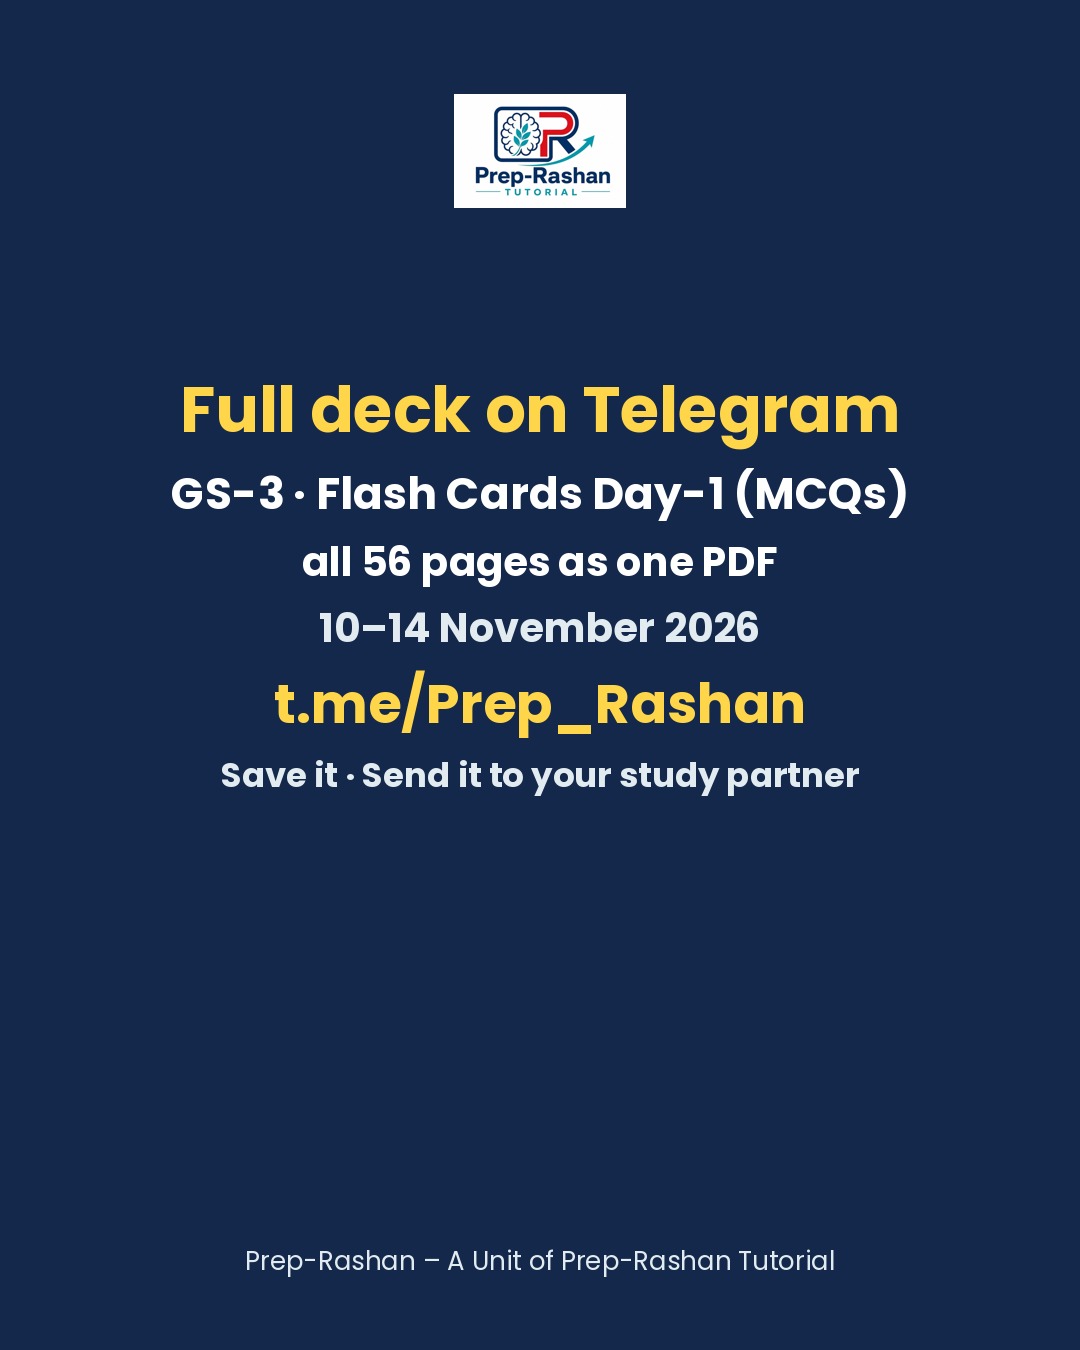 PR
Prep-Rashan
TUTORIAL
Full deck on Telegram
GS-3 · Flash Cards Day-1 (MCQs)
all 56 pages as one PDF
10–14 November 2026
t.me/Prep_Rashan
Save it · Send it to your study partner
Prep-Rashan – A Unit of Prep-Rashan Tutorial